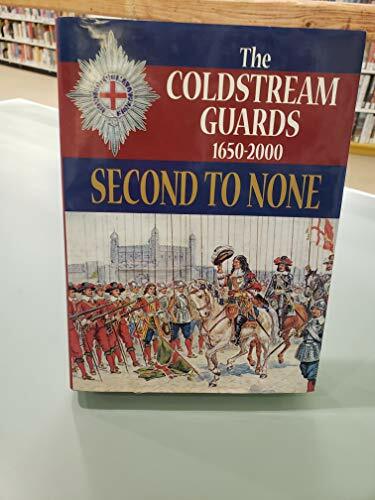 The
COLDSTREAM
GUARDS
1650-2000
SECOND TO NONE